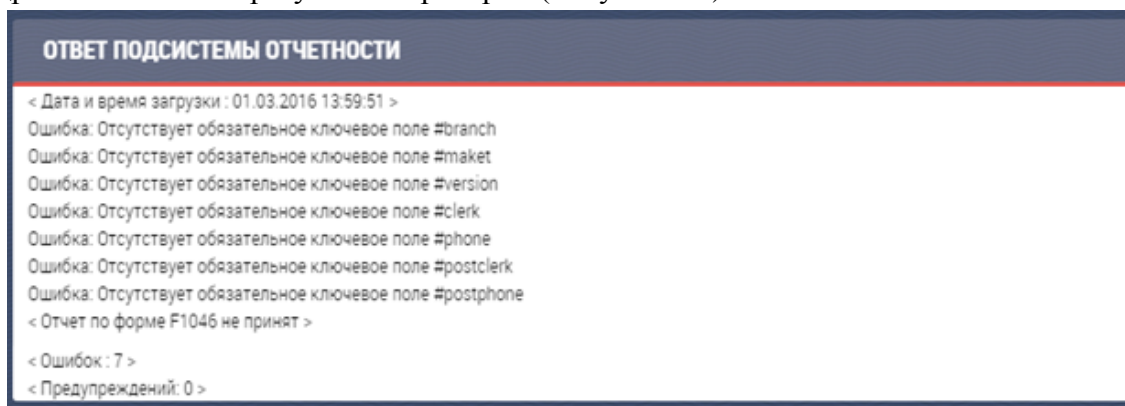 ОТВЕТ ПОДСИСТЕМЫ ОТЧЕТНОСТИ
< Дата и время загрузки : 01.03.2016 13:59:51 >
Ошибка: Отсутствует обязательное ключевое поле #branch
Ошибка: Отсутствует обязательное ключевое поле #maket
Ошибка: Отсутствует обязательное ключевое поле #version
Ошибка: Отсутствует обязательное ключевое поле #clerk
Ошибка: Отсутствует обязательное ключевое поле #phone
Ошибка: Отсутствует обязательное ключевое поле #postclerk
Ошибка: Отсутствует обязательное ключевое поле #postphone
< Отчет по форме F1046 не принят >
< Ошибок : 7 >
< Предупреждений: 0 >